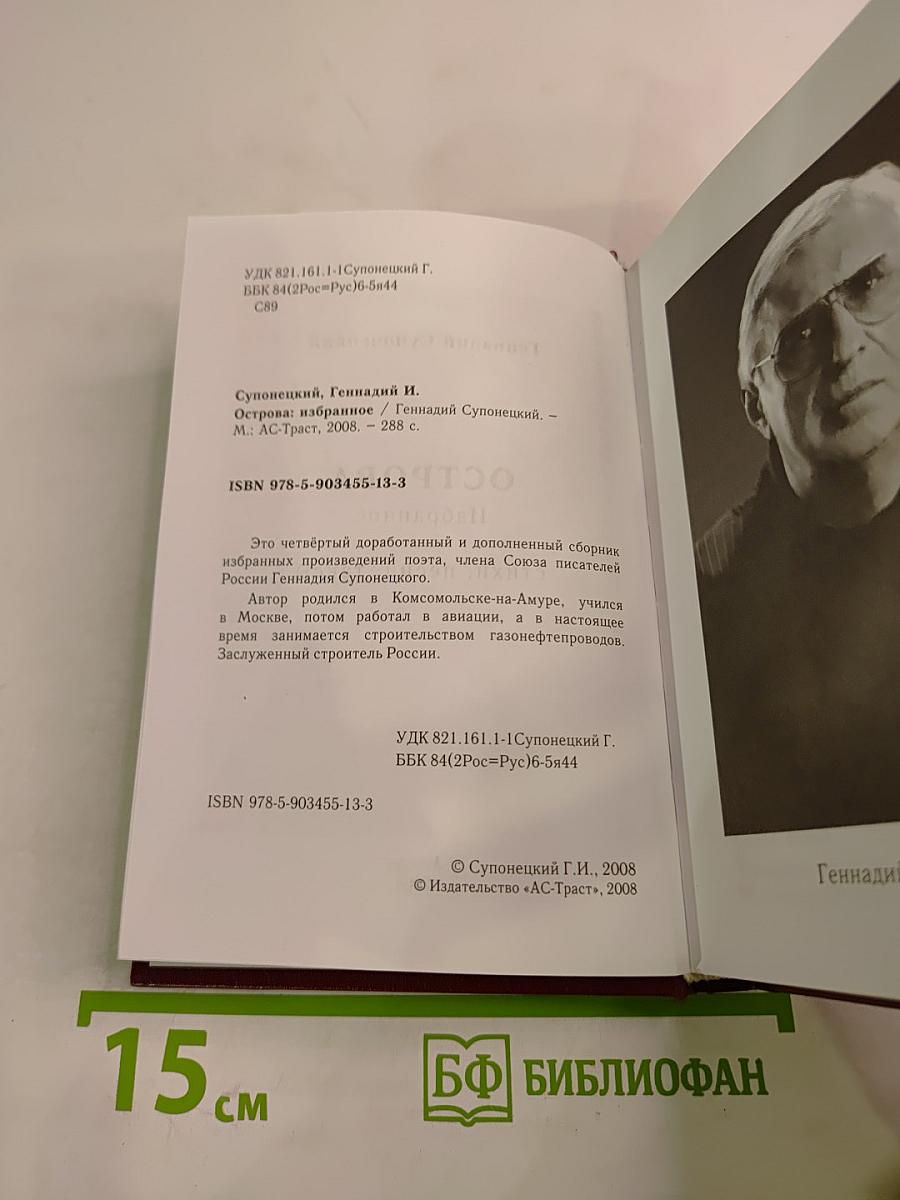 УДК 821.161.1-1Супонецкий Г.
ББК 84(2Рос=Рус)6-5я44
С89
Супонецкий, Геннадий И.
Острова: избранное / Геннадий Супонецкий. –
М.: АС-Траст, 2008. – 288 с.
ISBN 978-5-903455-13-3
Это четвёртый доработанный и дополненный сборник
избранных произведений поэта, члена Союза писателей
России Геннадия Супонецкого.
Автор родился в Комсомольске-на-Амуре, учился
в Москве, потом работал в авиации, а в настоящее
время занимается строительством газонефтепроводов.
Заслуженный строитель России.
УДК 821.161.1-1Супонецкий Г.
ББК 84(2Рос=Рус)6-5я44
ISBN 978-5-903455-13-3
© Супонецкий Г.И., 2008
© Издательство «АС-Траст», 2008
Геннадий
15 см
БФ БИБЛИОФАН